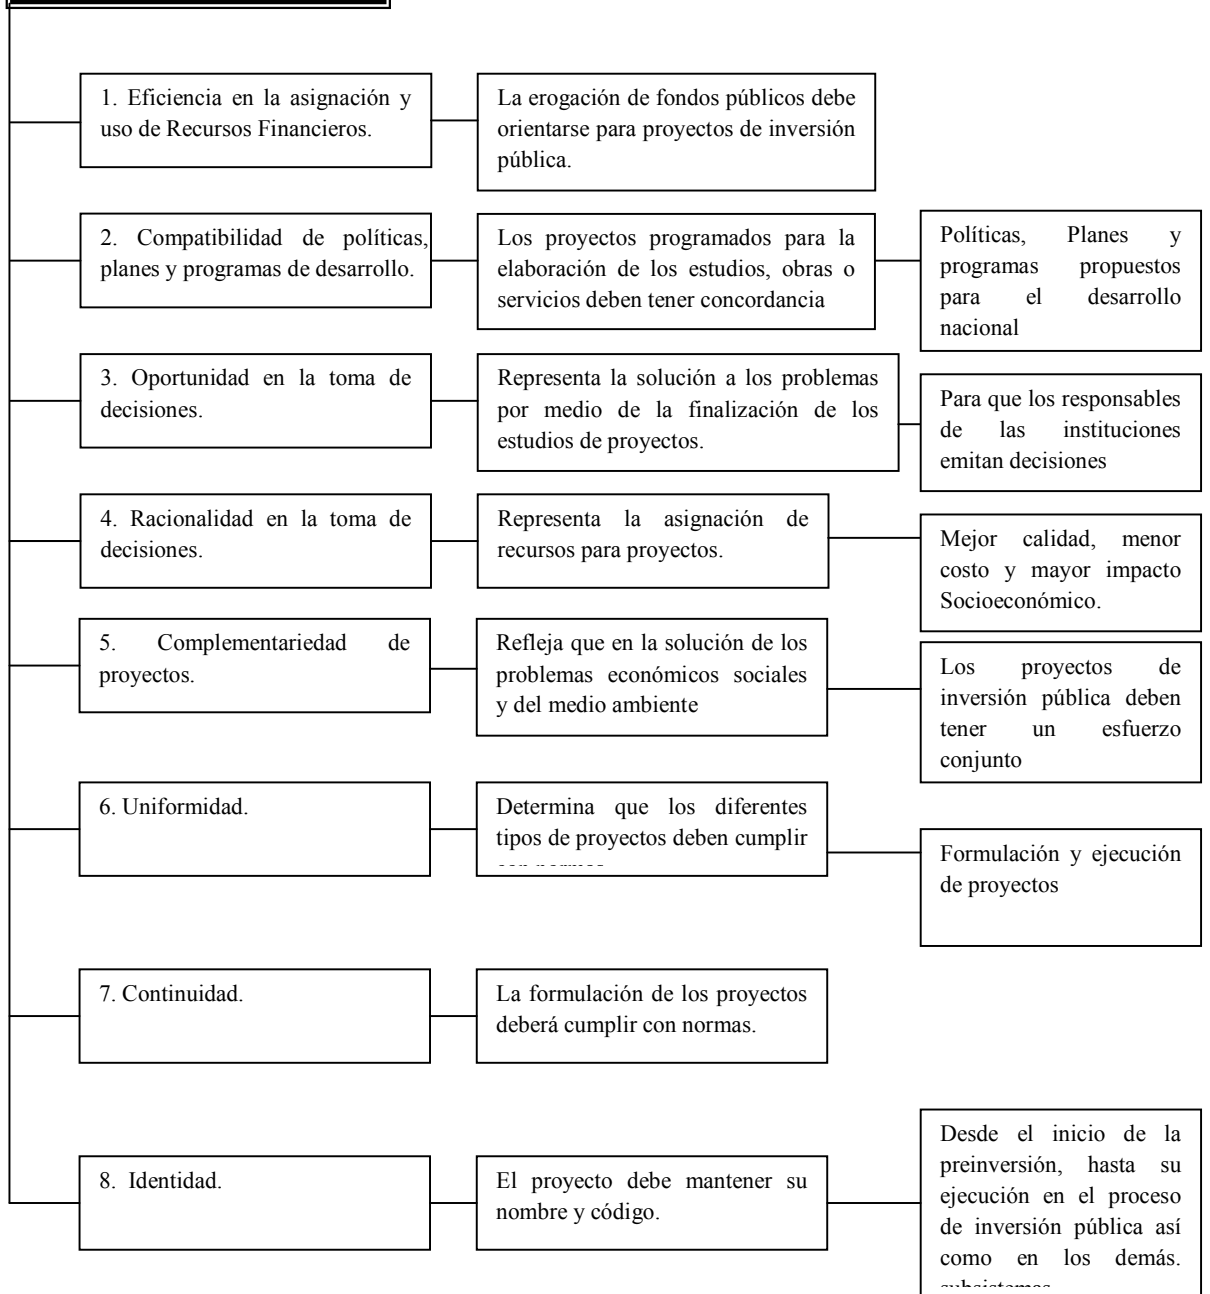 1. Eficiencia en la asignación y
uso de Recursos Financieros.
La erogación de fondos públicos debe
orientarse para proyectos de inversión
pública.
2. Compatibilidad de políticas,
planes y programas de desarrollo.
Los proyectos programados para la
elaboración de los estudios, obras o
servicios deben tener concordancia
Políticas, Planes y
programas propuestos
para el desarrollo
nacional
3. Oportunidad en la toma de
decisiones.
Representa la solución a los problemas
por medio de la finalización de los
estudios de proyectos.
Para que los responsables
de las instituciones
emitan decisiones
4. Racionalidad en la toma de
decisiones.
Representa la asignación de
recursos para proyectos.
Mejor calidad, menor
costo y mayor impacto
Socioeconómico.
5. Complementariedad de
proyectos.
Refleja que en la solución de los
problemas económicos sociales
y del medio ambiente
Los proyectos de
inversión pública deben
tener un esfuerzo
conjunto
6. Uniformidad.
Determina que los diferentes
tipos de proyectos deben cumplir
Formulación y ejecución
de proyectos
7. Continuidad.
La formulación de los proyectos
deberá cumplir con normas.
8. Identidad.
El proyecto debe mantener su
nombre y código.
Desde el inicio de la
preinversión, hasta su
ejecución en el proceso
de inversión pública así
como en los demás.